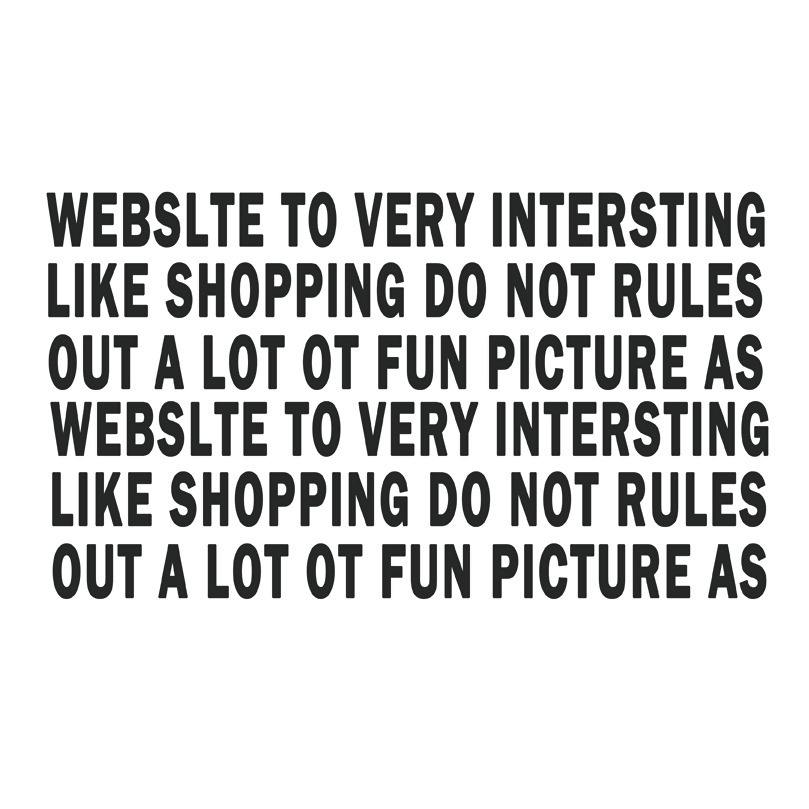 WEBSLTE TO VERY INTERSTING
LIKE SHOPPING DO NOT RULES
OUT A LOT OT FUN PICTURE AS
WEBSLTE TO VERY INTERSTING
LIKE SHOPPING DO NOT RULES
OUT A LOT OT FUN PICTURE AS